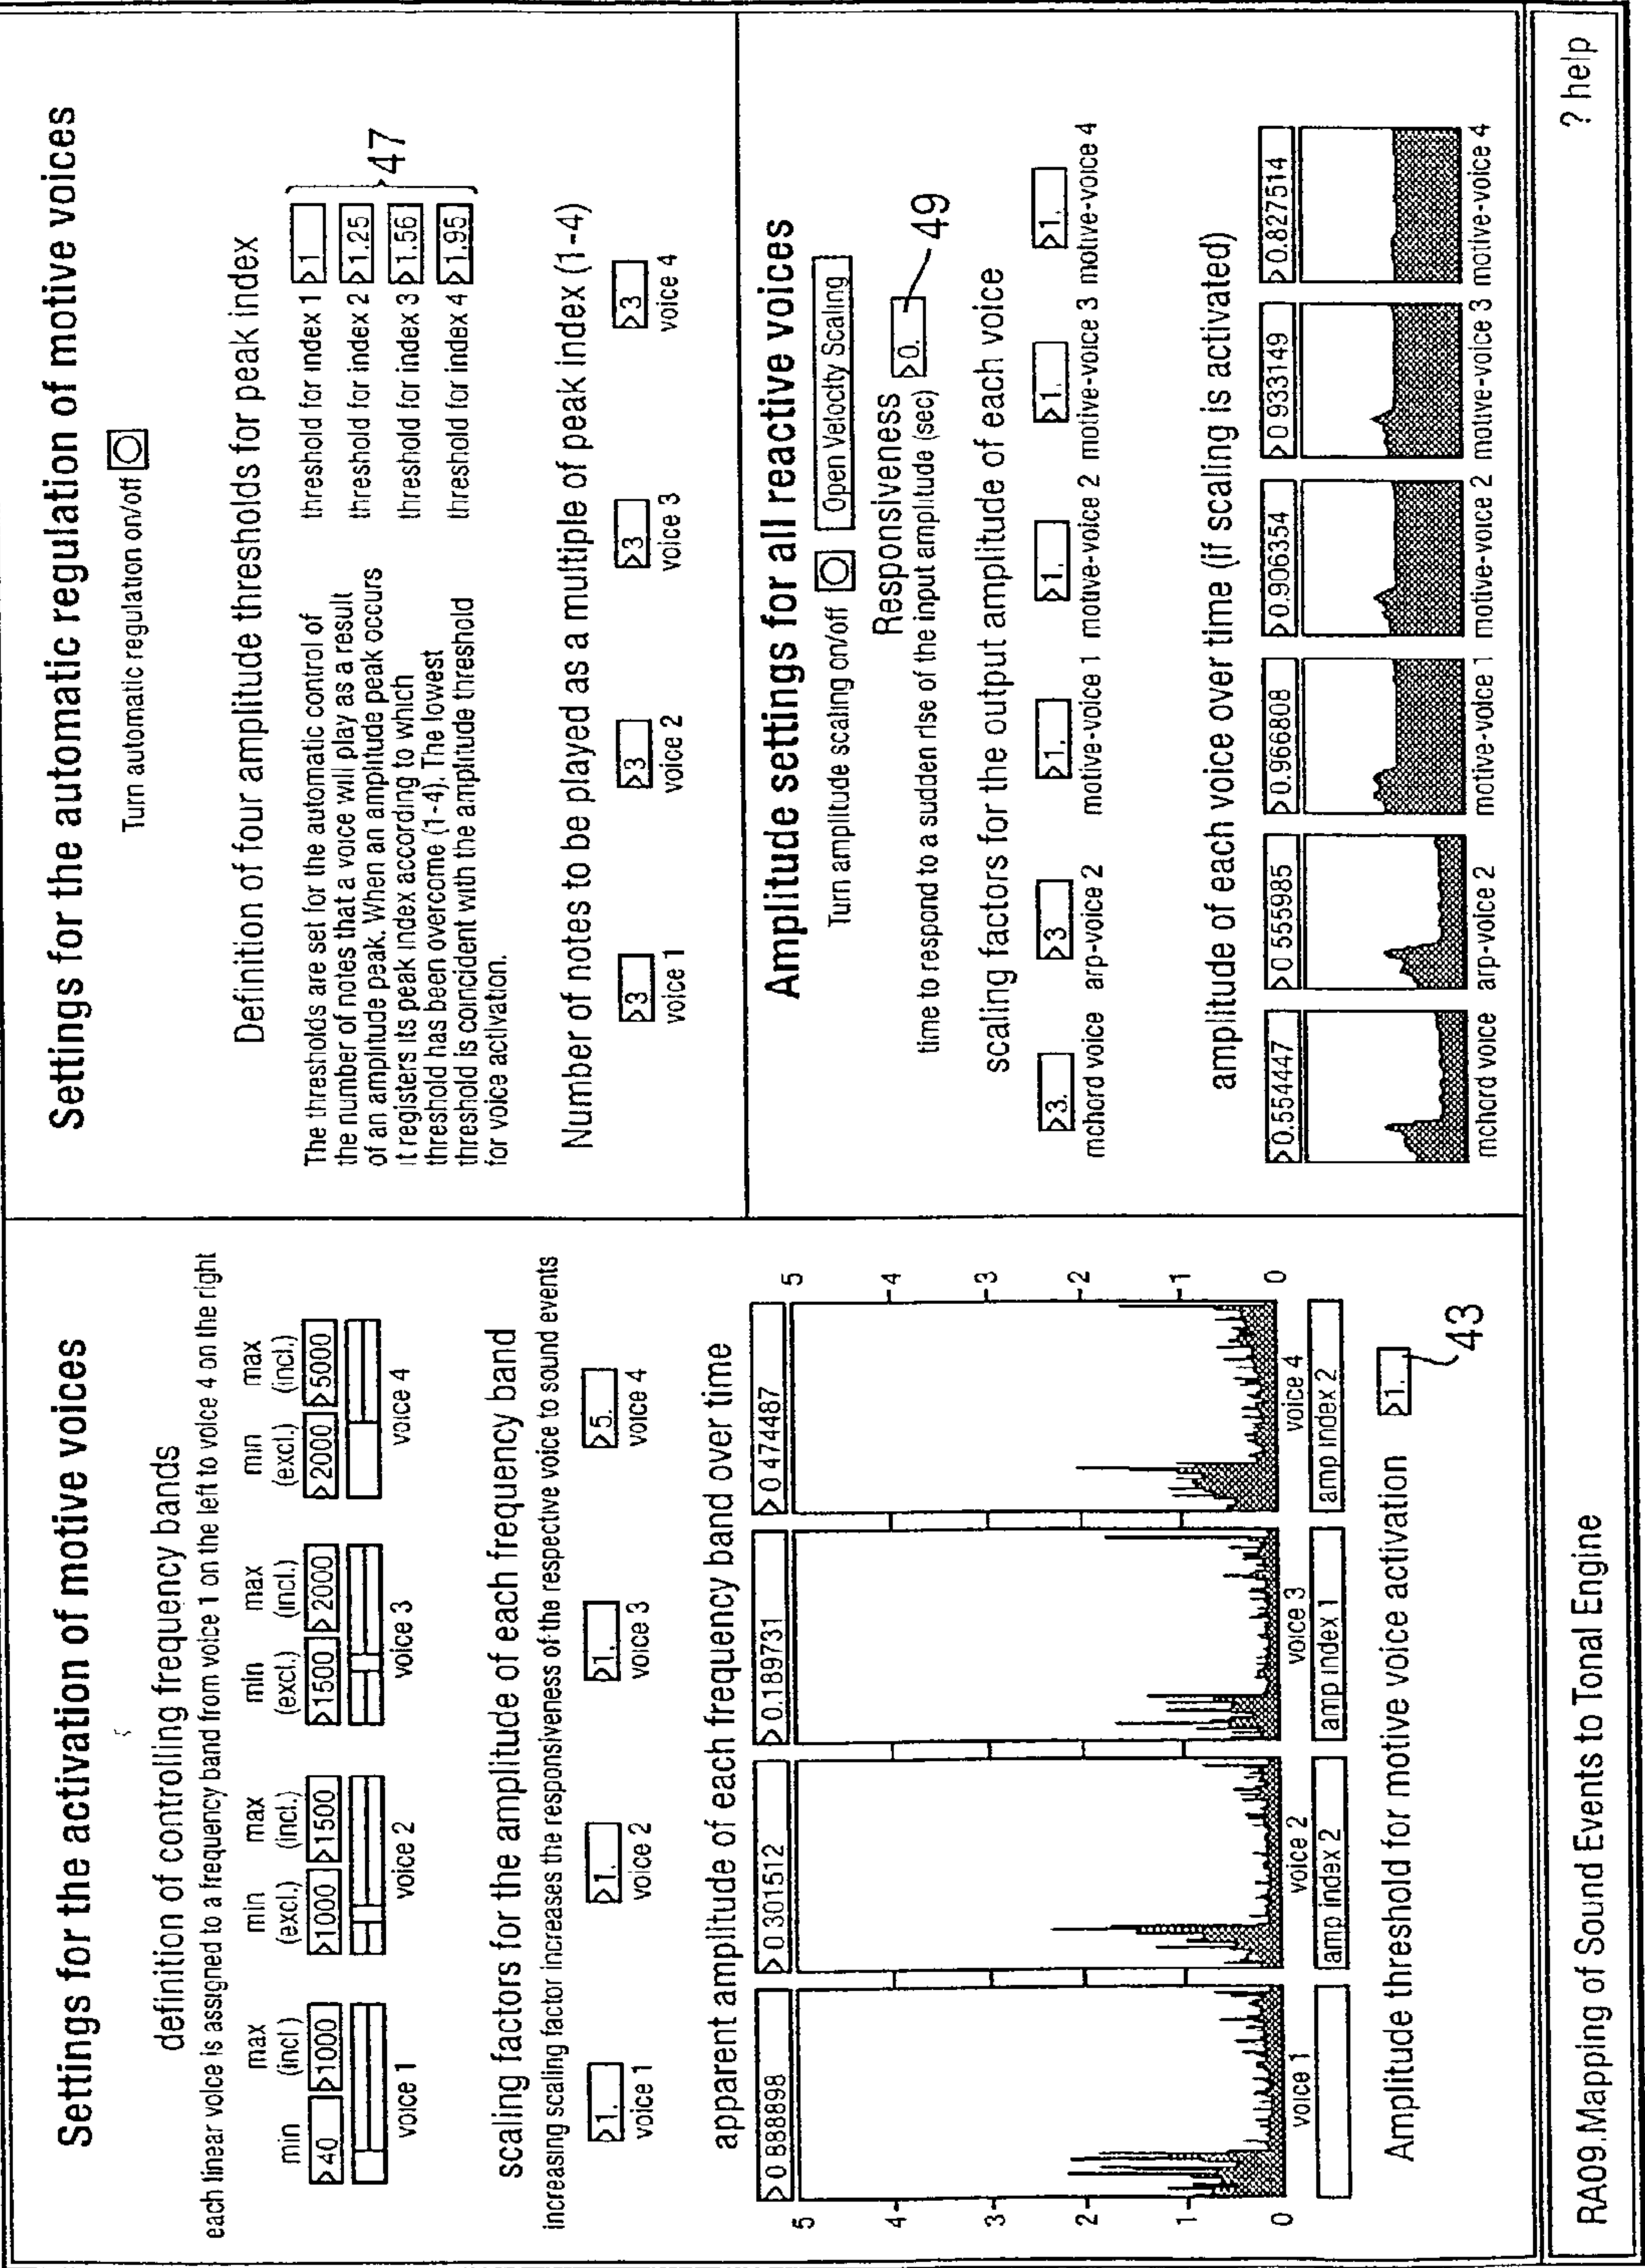 Settings for the activation of motive voices
definition of controlling frequency bands
each linear voice is assigned to a frequency band from voice 1 on the left to voice 4 on the right
min max (incl) min (excl.) max (incl.) min (excl.) max (incl.) min (excl.) max (incl.)
40 1000 1000 1500 1500 2000 2000 5000
voice 1 voice 2 voice 3 voice 4
scaling factors for the amplitude of each frequency band
increasing scaling factor increases the responsiveness of the respective voice to sound events
1. 1. 1. 5.
voice 1 voice 2 voice 3 voice 4
apparent amplitude of each frequency band over time
0 888898 0 301512 0.189731 0 474487
5 5
4 4
3 3
2 2
1 1
0 0
voice 1 voice 2 voice 3 voice 4
amp index 2 amp index 1 amp index 2
Amplitude threshold for motive voice activation 1.
43
Settings for the automatic regulation of motive voices
Turn automatic regulation on/off
Definition of four amplitude thresholds for peak index
The thresholds are set for the automatic control of
the number of notes that a voice will play as a result
of an amplitude peak. When an amplitude peak occurs
it registers its peak index according to which
threshold has been overcome (1-4). The lowest
threshold is coincident with the amplitude threshold
for voice activation.
threshold for index 1 1
threshold for index 2 1.25
threshold for index 3 1.56
threshold for index 4 1.95
47
Number of notes to be played as a multiple of peak index (1-4)
3 3 3 3
voice 1 voice 2 voice 3 voice 4
Amplitude settings for all reactive voices
Turn amplitude scaling on/off Open Velocity Scaling
Responsiveness
time to respond to a sudden rise of the input amplitude (sec) 0.
49
scaling factors for the output amplitude of each voice
3. 3 1. 1. 1. 1.
mchord voice arp-voice 2 motive-voice 1 motive-voice 2 motive-voice 3 motive-voice 4
amplitude of each voice over time (if scaling is activated)
0.554447 0 555985 0.966808 0.906354 0 933149 0.827514
mchord voice arp-voice 2 motive-voice 1 motive-voice 2 motive-voice 3 motive-voice 4
RA09.Mapping of Sound Events to Tonal Engine ? help